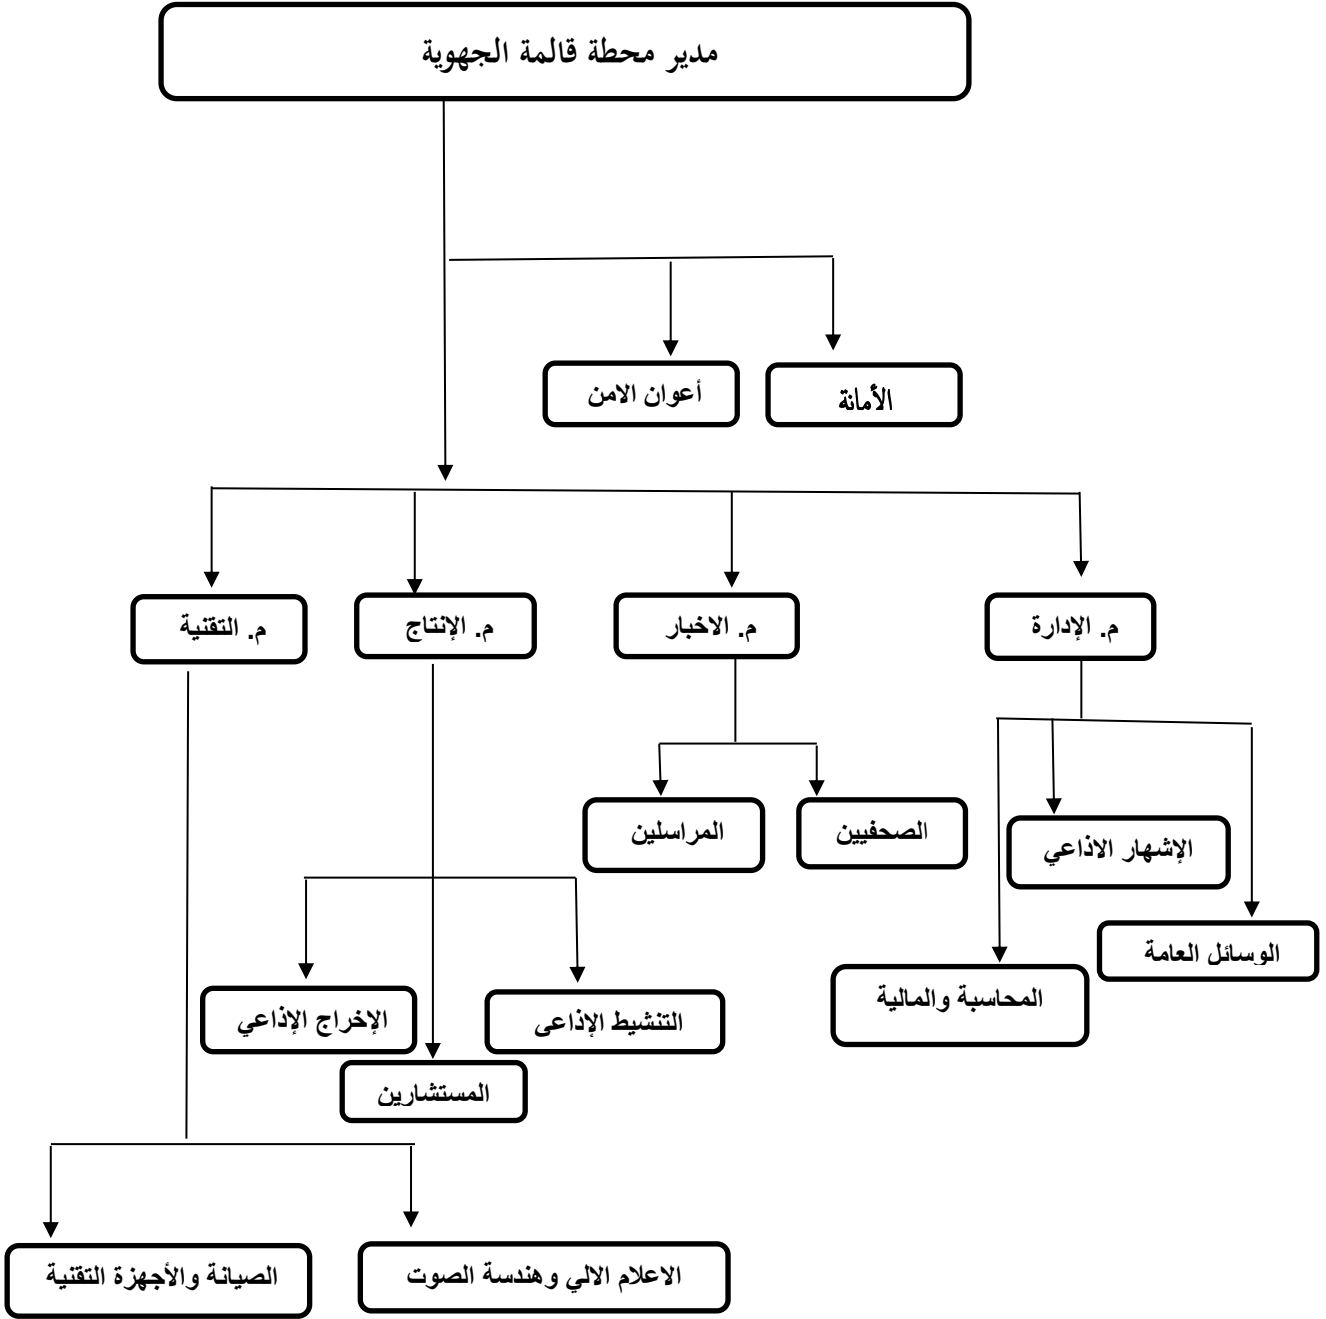 مدير محطة قالمة الجهوية
الأمانة
أعوان الامن
م. الإدارة
م. الاخبار
م. الإنتاج
م. التقنية
الصحفيين
المراسلين
الإشهار الاذاعي
الوسائل العامة
المحاسبة والمالية
التنشيط الإذاعى
الإخراج الإذاعي
المستشارين
الاعلام الالي وهندسة الصوت
الصيانة والأجهزة التقنية